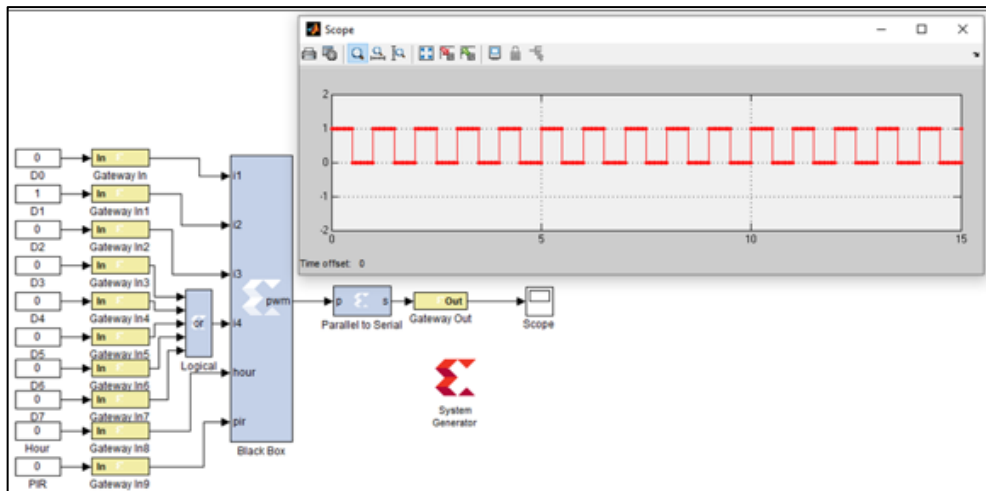 Scope
2
1
0
-1
-2
0
5
10
15
Time offset: 0
0
In
D0
Gateway In
i1
1
In
D1
Gateway In1
i2
0
In
D2
Gateway In2
i3
0
In
D3
Gateway In3
0
In
D4
Gateway In4
or
i4
pwm
p
s
Out
Parallel to Serial
Gateway Out
Scope
0
In
D5
Gateway In5
Logical
0
In
D6
Gateway In6
0
In
D7
Gateway In7
hour
0
In
Hour
Gateway In8
pir
0
In
PIR
Gateway In9
Black Box
System
Generator